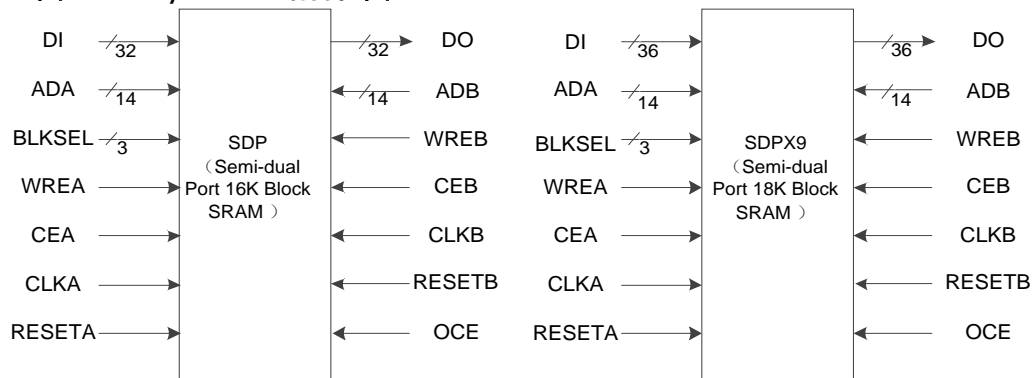 DI
32
ADA
14
BLKSEL
3
WREA
CEA
CLKA
RESETA
SDP
（Semi-dual
Port 16K Block
SRAM ）
32
DO
14
ADB
WREB
CEB
CLKB
RESETB
OCE
DI
36
ADA
14
BLKSEL
3
WREA
CEA
CLKA
RESETA
SDPX9
（Semi-dual
Port 18K Block
SRAM ）
36
DO
14
ADB
WREB
CEB
CLKB
RESETB
OCE